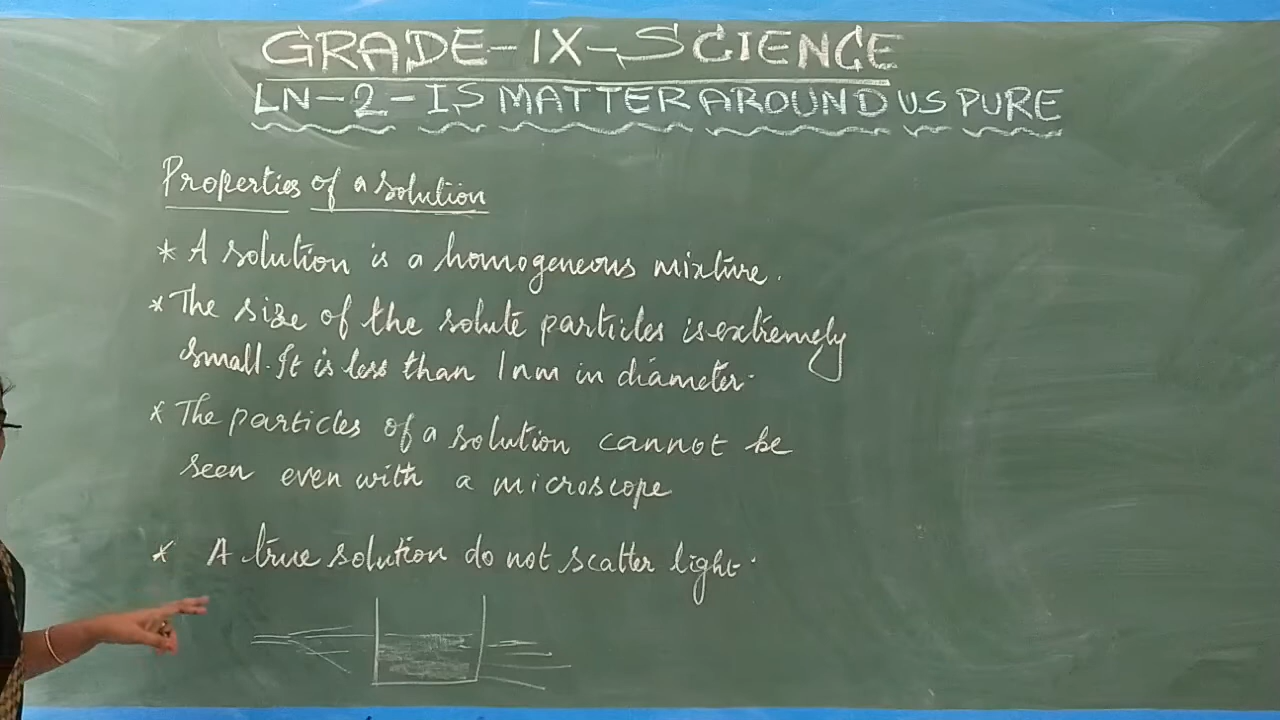 GRADE-IX-SCIENCE
LN-2-IS MATTER AROUND US PURE
Properties of a solution
* A solution is a homogeneous mixture.
* The size of the solute particles is extremely
small. It is less than 1nm in diameter.
* The particles of a solution cannot be
seen even with a microscope
* A true solution do not scatter light.